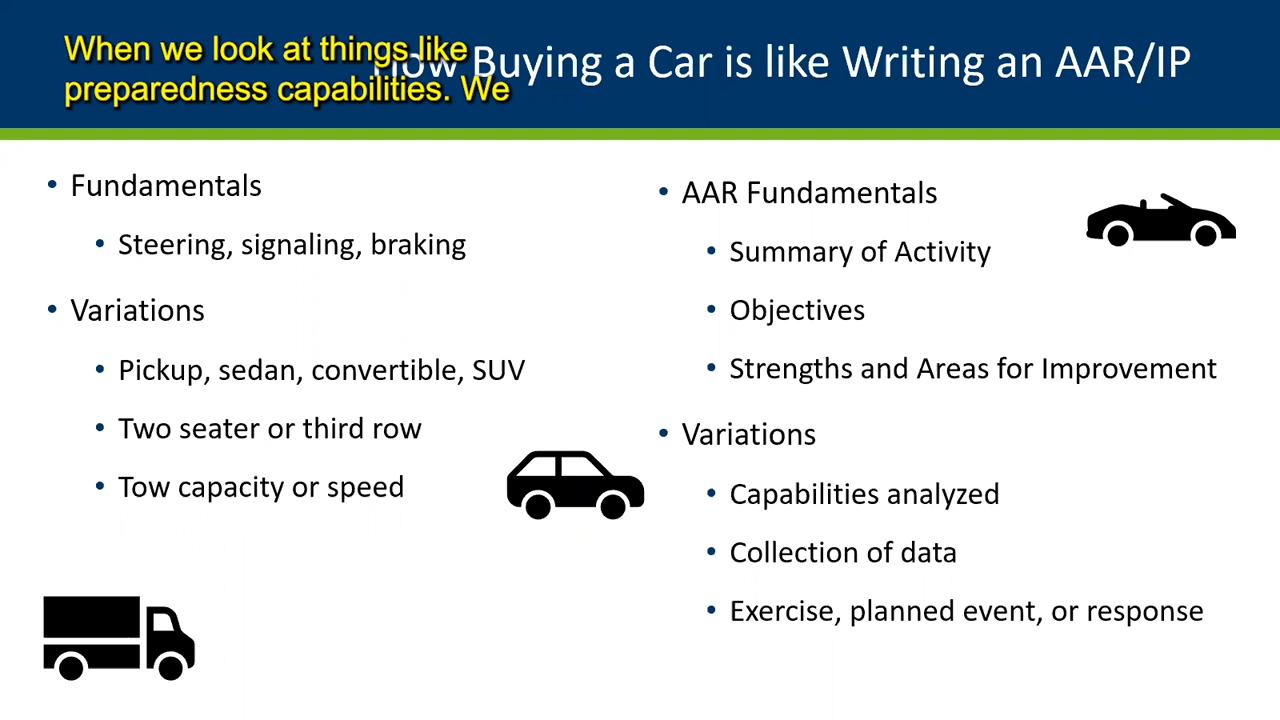 When we look at things like
preparedness capabilities. We
How Buying a Car is like Writing an AAR/IP
• Fundamentals
• Steering, signaling, braking
• Variations
• Pickup, sedan, convertible, SUV
• Two seater or third row
• Tow capacity or speed
• AAR Fundamentals
• Summary of Activity
• Objectives
• Strengths and Areas for Improvement
• Variations
• Capabilities analyzed
• Collection of data
• Exercise, planned event, or response